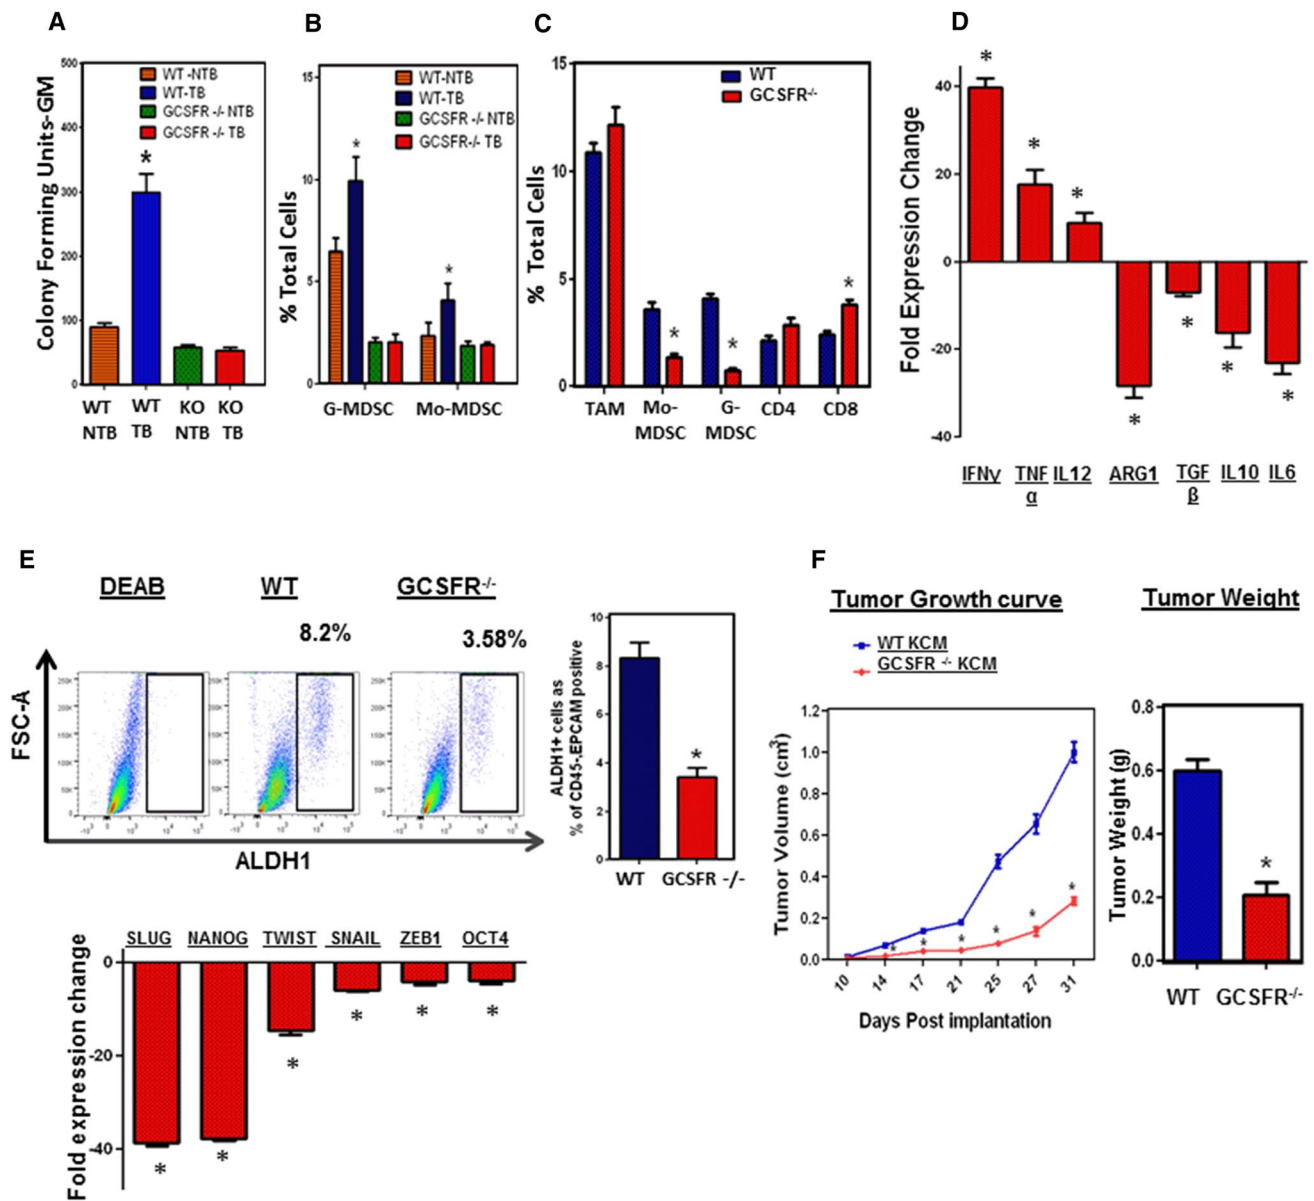 A
Colony Forming Units-GM
500
400
300
200
100
0
WT -NTB
WT-TB
GCSFR -/- NTB
GCSFR -/- TB
*
WT NTB
WT TB
KO NTB
KO TB
B
% Total Cells
15
10
5
0
WT-NTB
WT-TB
GCSFR -/- NTB
GCSFR-/- TB
*
*
G-MDSC
Mo-MDSC
C
% Total Cells
15
10
5
0
WT
GCSFR-/-
*
*
*
TAM
Mo-MDSC
G-MDSC
CD4
CD8
D
Fold Expression Change
40
20
0
-20
-40
*
*
*
*
*
*
*
IFNγ
TNF α
IL12
ARG1
TGF β
IL10
IL6
E
DEAB
WT
GCSFR-/-
8.2%
3.58%
FSC-A
ALDH1
ALDH1+ cells as
% of CD45-.EPCAM positive
10
8
6
4
2
0
*
WT
GCSFR -/-
SLUG
NANOG
TWIST
SNAIL
ZEB1
OCT4
Fold expression change
0
-20
-40
*
*
*
*
*
*
F
Tumor Growth curve
WT KCM
GCSFR -/- KCM
Tumor Volume (cm3)
1.2
1.0
0.8
0.6
0.4
0.2
0.0
*
*
*
*
*
*
10
14
17
21
25
27
31
Days Post implantation
Tumor Weight
Tumor Weight (g)
0.8
0.6
0.4
0.2
0.0
*
WT
GCSFR-/-